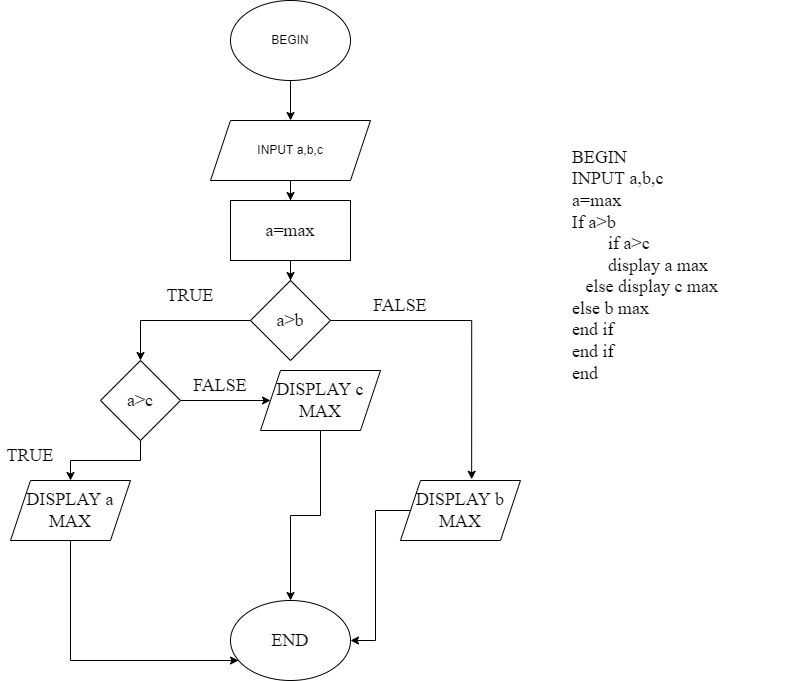 BEGIN
INPUT a,b,c
a=max
TRUE
a>b
FALSE
a>c
FALSE
DISPLAY c
MAX
TRUE
DISPLAY a
MAX
DISPLAY b
MAX
END
BEGIN
INPUT a,b,c
a=max
If a>b
if a>c
display a max
else display c max
else b max
end if
end if
end